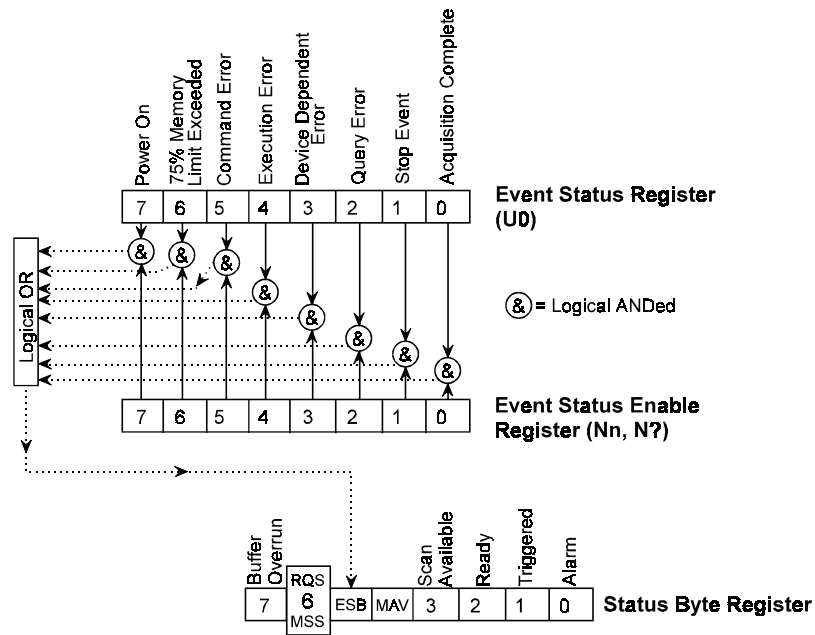 Power On
75% Memory
Limit Exceeded
Command Error
Execution Error
Device Dependent
Error
Query Error
Stop Event
Acquisition Complete
7 6 5 4 3 2 1 0
Event Status Register
(U0)
& & & & & & & &
Logical OR
& = Logical ANDed
7 6 5 4 3 2 1 0
Event Status Enable
Register (Nn, N?)
Buffer
Overrun
Scan
Available
Ready
Triggered
Alarm
RQS
7 6 ESB MAV 3 2 1 0
MSS
Status Byte Register